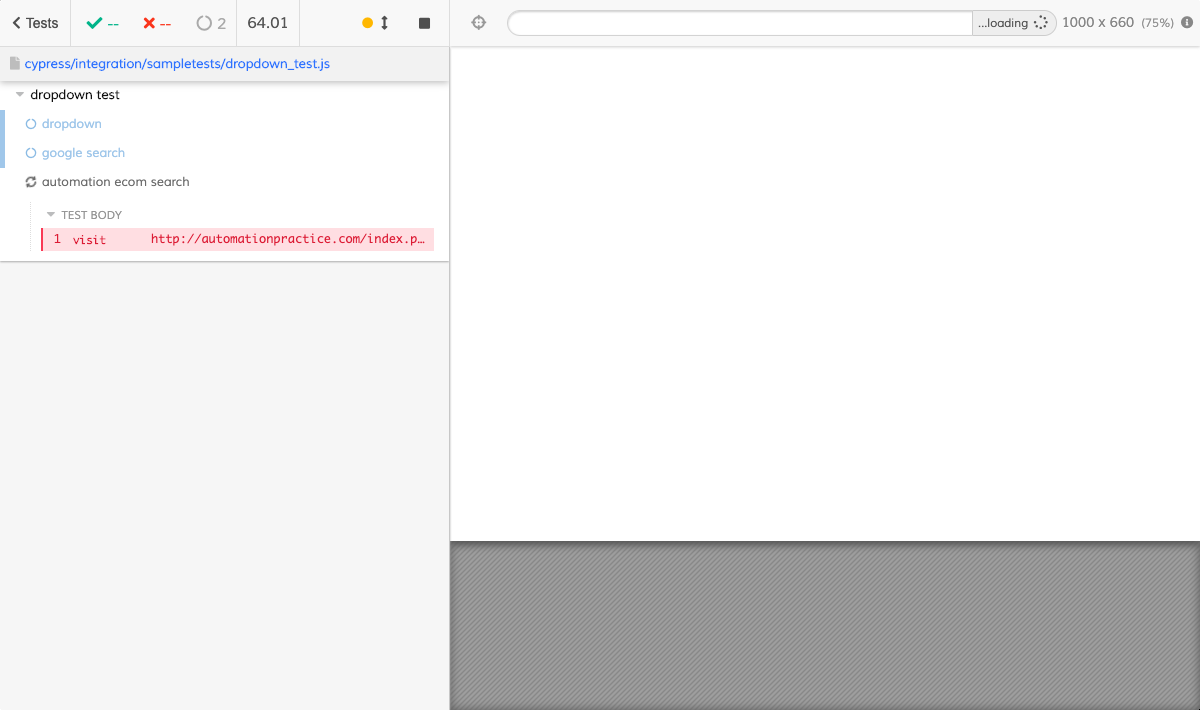 Tests -- -- 2 64.01 ...loading 1000 x 660 (75%)
cypress/integration/sampletests/dropdown_test.js
dropdown test
dropdown
google search
automation ecom search
TEST BODY
1 visit http://automationpractice.com/index.p…